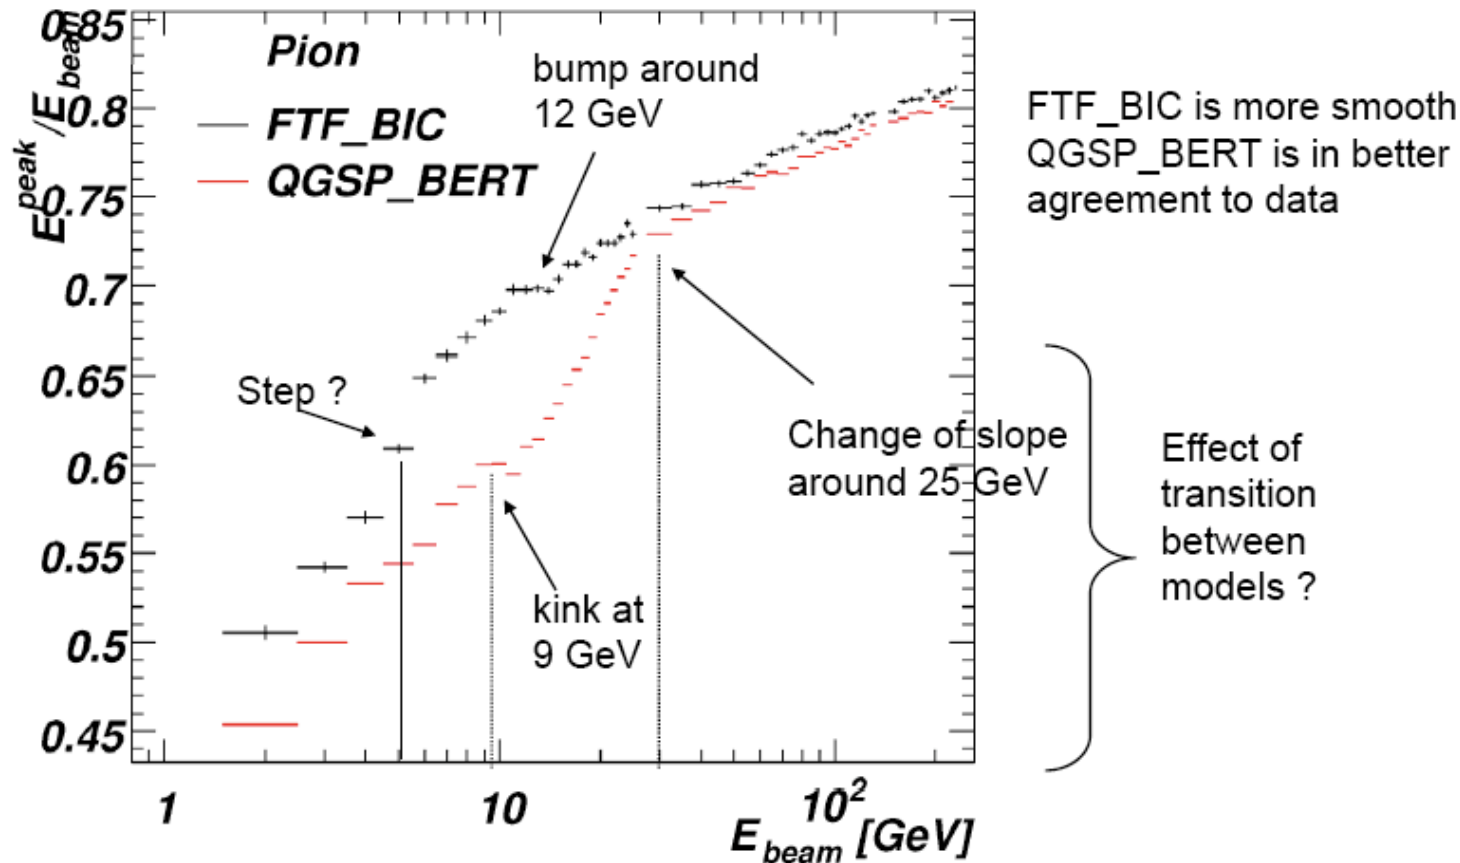 0.85
0.8
0.75
0.7
0.65
0.6
0.55
0.5
0.45
E^peak/E_beam
Pion
FTF_BIC
QGSP_BERT
bump around
12 GeV
Step ?
kink at
9 GeV
Change of slope
around 25 GeV
1
10
10^2
E_beam [GeV]
FTF_BIC is more smooth
QGSP_BERT is in better
agreement to data
Effect of
transition
between
models ?